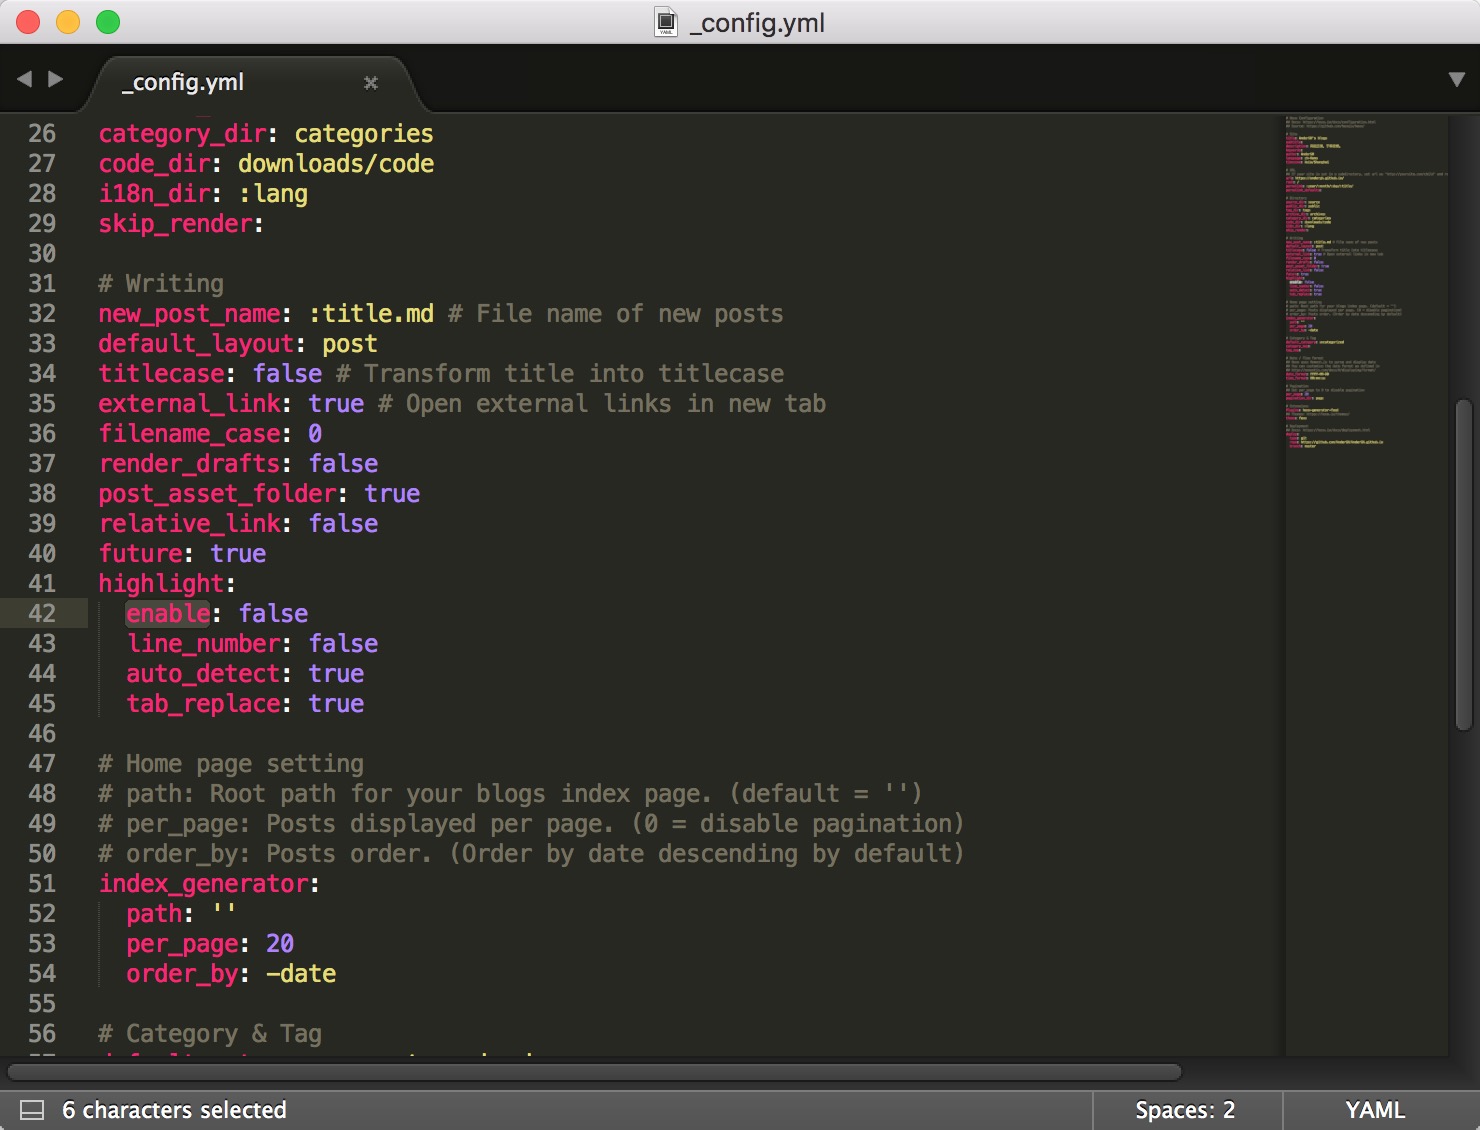 _config.yml
_config.yml
26 category_dir: categories
27 code_dir: downloads/code
28 i18n_dir: :lang
29 skip_render:
30
31 # Writing
32 new_post_name: :title.md # File name of new posts
33 default_layout: post
34 titlecase: false # Transform title into titlecase
35 external_link: true # Open external links in new tab
36 filename_case: 0
37 render_drafts: false
38 post_asset_folder: true
39 relative_link: false
40 future: true
41 highlight:
42   enable: false
43   line_number: false
44   auto_detect: true
45   tab_replace: true
46
47 # Home page setting
48 # path: Root path for your blogs index page. (default = '')
49 # per_page: Posts displayed per page. (0 = disable pagination)
50 # order_by: Posts order. (Order by date descending by default)
51 index_generator:
52   path: ''
53   per_page: 20
54   order_by: -date
55
56 # Category & Tag
6 characters selected
Spaces: 2
YAML